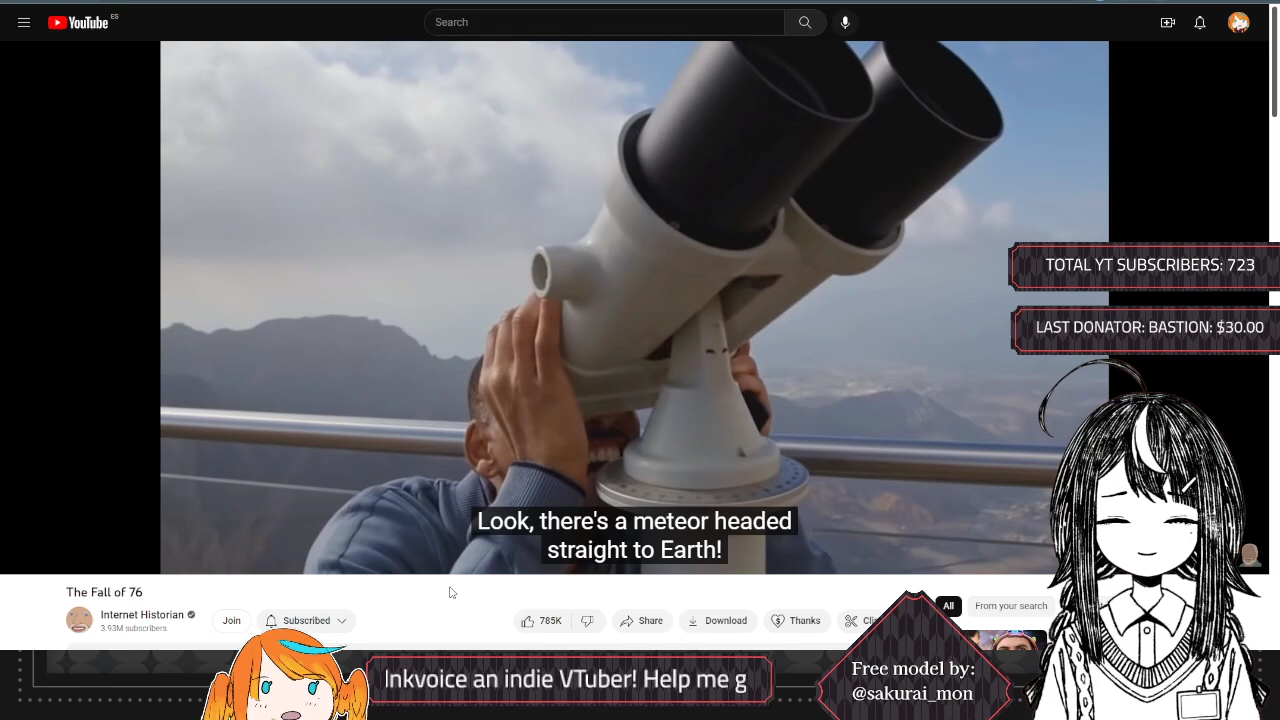 YouTube ES
Search
TOTAL YT SUBSCRIBERS: 723
LAST DONATOR: BASTION: $30.00
Look, there's a meteor headed
straight to Earth!
The Fall of 76
Internet Historian
3.93M subscribers
Join
Subscribed
785K
Share
Download
Thanks
All
From your search
Inkvoice an indie VTuber! Help me g
Free model by:
@sakurai_mon